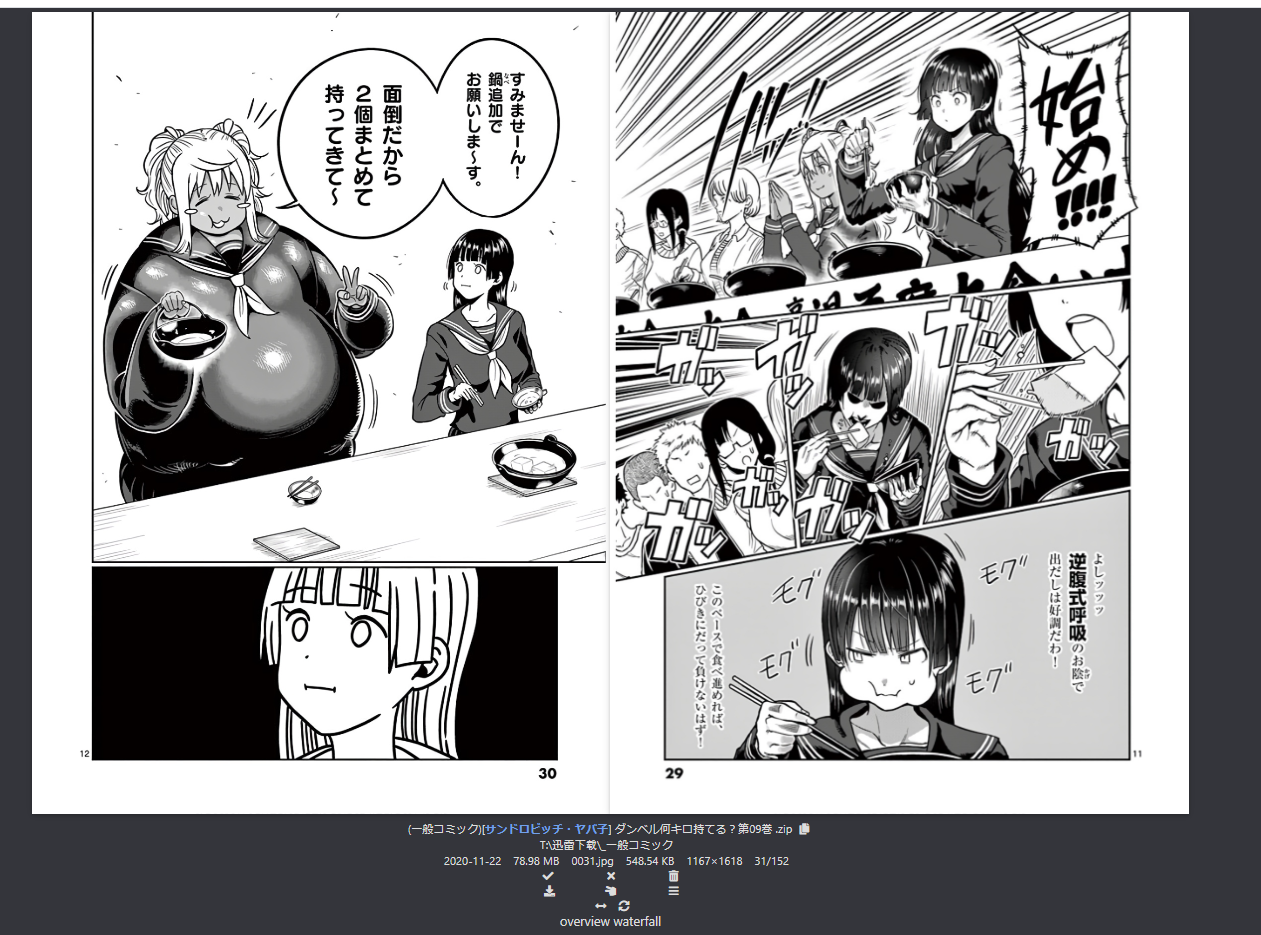 始め!!!!
ガッ
ガッ
ガッ
ガッ
ガッ
ガッ
ガッ
よしッッッ
逆腹式呼吸のお陰で
おかげ
出だしは好調だわ!
モグ
モグ
モグ
モグ
このペースで食べ進めれば、
ひびきにだって負けないはず!
11
29
すみませーん!
鍋追加で
なべ
お願いしま〜す。
面倒だから
2個まとめて
持ってきて〜
12
30
(一般コミック)[サンドロビッチ・ヤバ子] ダンベル何キロ持てる?第09巻 .zip
T:\迅雷下载\_一般コミック
2020-11-22 78.98 MB 0031.jpg 548.54 KB 1167×1618 31/152
overview waterfall